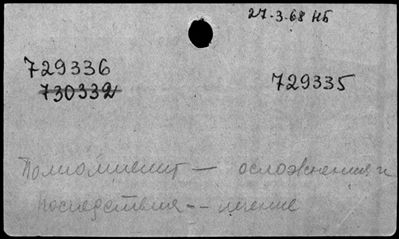 27-3-68 НБ
729336
730332
729335
Полиомиелит — осложнения и
последствия -- лечение